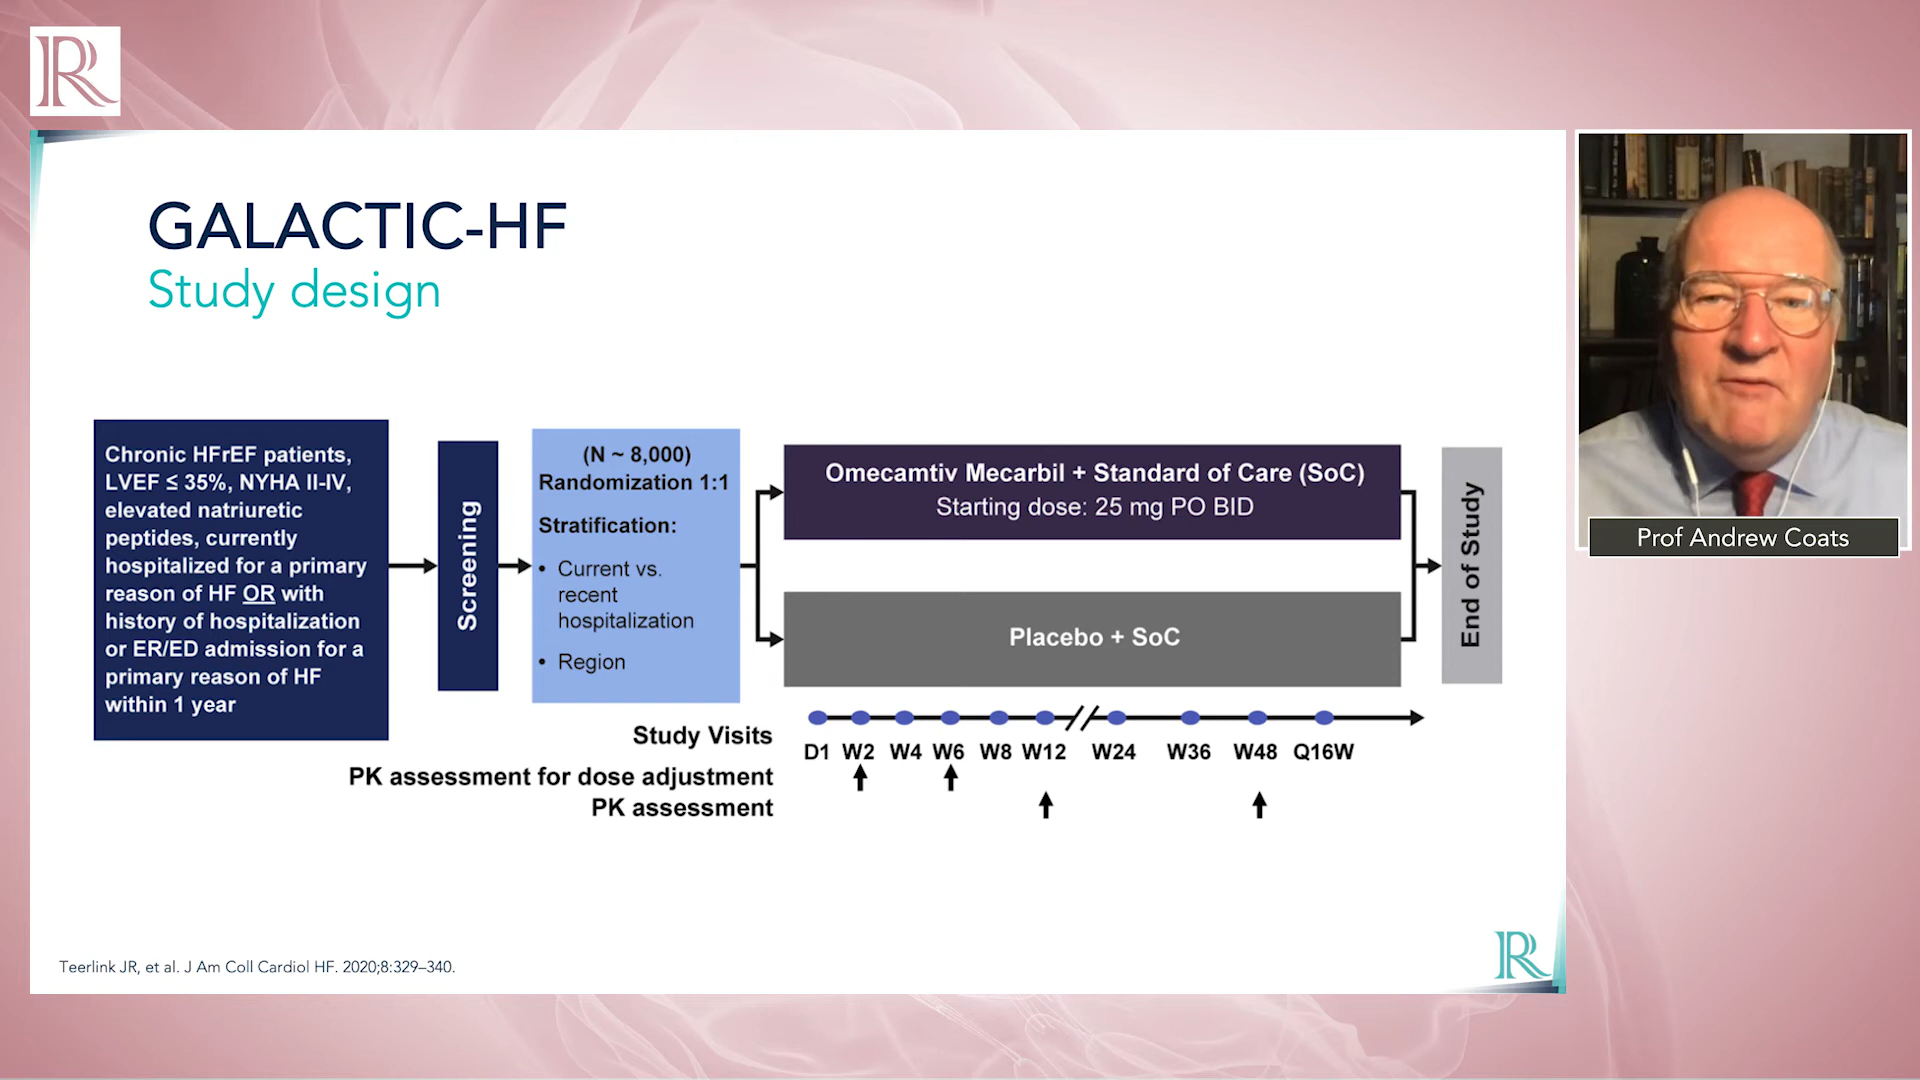 R
GALACTIC-HF
Study design
Chronic HFrEF patients,
LVEF ≤ 35%, NYHA II-IV,
elevated natriuretic
peptides, currently
hospitalized for a primary
reason of HF OR with
history of hospitalization
or ER/ED admission for a
primary reason of HF
within 1 year
Screening
(N ~ 8,000)
Randomization 1:1
Stratification:
• Current vs.
recent
hospitalization
• Region
Omecamtiv Mecarbil + Standard of Care (SoC)
Starting dose: 25 mg PO BID
Placebo + SoC
End of Study
Study Visits
D1 W2 W4 W6 W8 W12 W24 W36 W48 Q16W
PK assessment for dose adjustment
PK assessment
Teerlink JR, et al. J Am Coll Cardiol HF. 2020;8:329–340.
R
Prof Andrew Coats